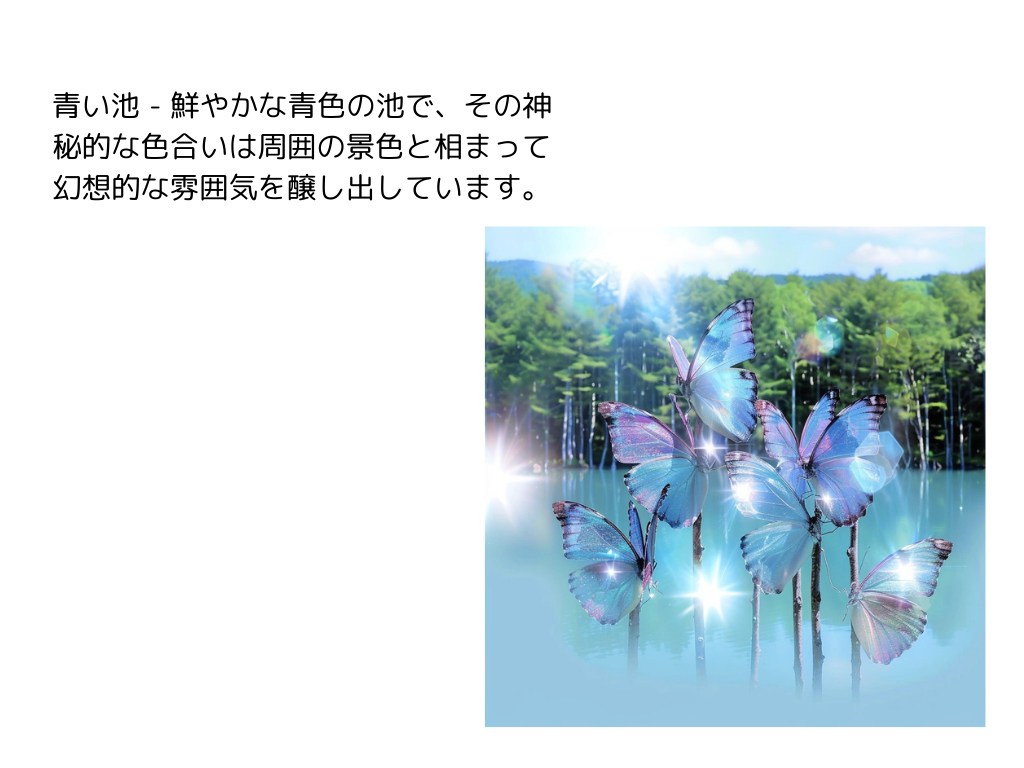 青い池 - 鮮やかな青色の池で、その神
秘的な色合いは周囲の景色と相まって
幻想的な雰囲気を醸し出しています。